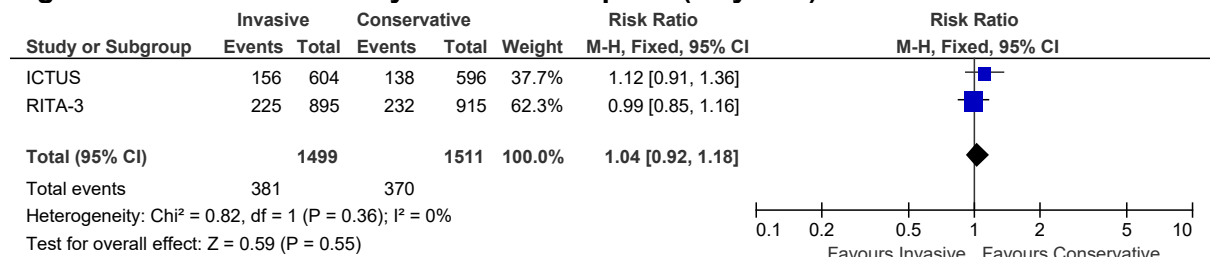 Invasive Conservative Risk Ratio Risk Ratio
Study or Subgroup Events Total Events Total Weight M-H, Fixed, 95% CI M-H, Fixed, 95% CI
ICTUS 156 604 138 596 37.7% 1.12 [0.91, 1.36]
RITA-3 225 895 232 915 62.3% 0.99 [0.85, 1.16]
Total (95% CI) 1499 1511 100.0% 1.04 [0.92, 1.18]
Total events 381 370
Heterogeneity: Chi² = 0.82, df = 1 (P = 0.36); I² = 0%
Test for overall effect: Z = 0.59 (P = 0.55)
0.1 0.2 0.5 1 2 5 10
Favours Invasive Favours Conservative